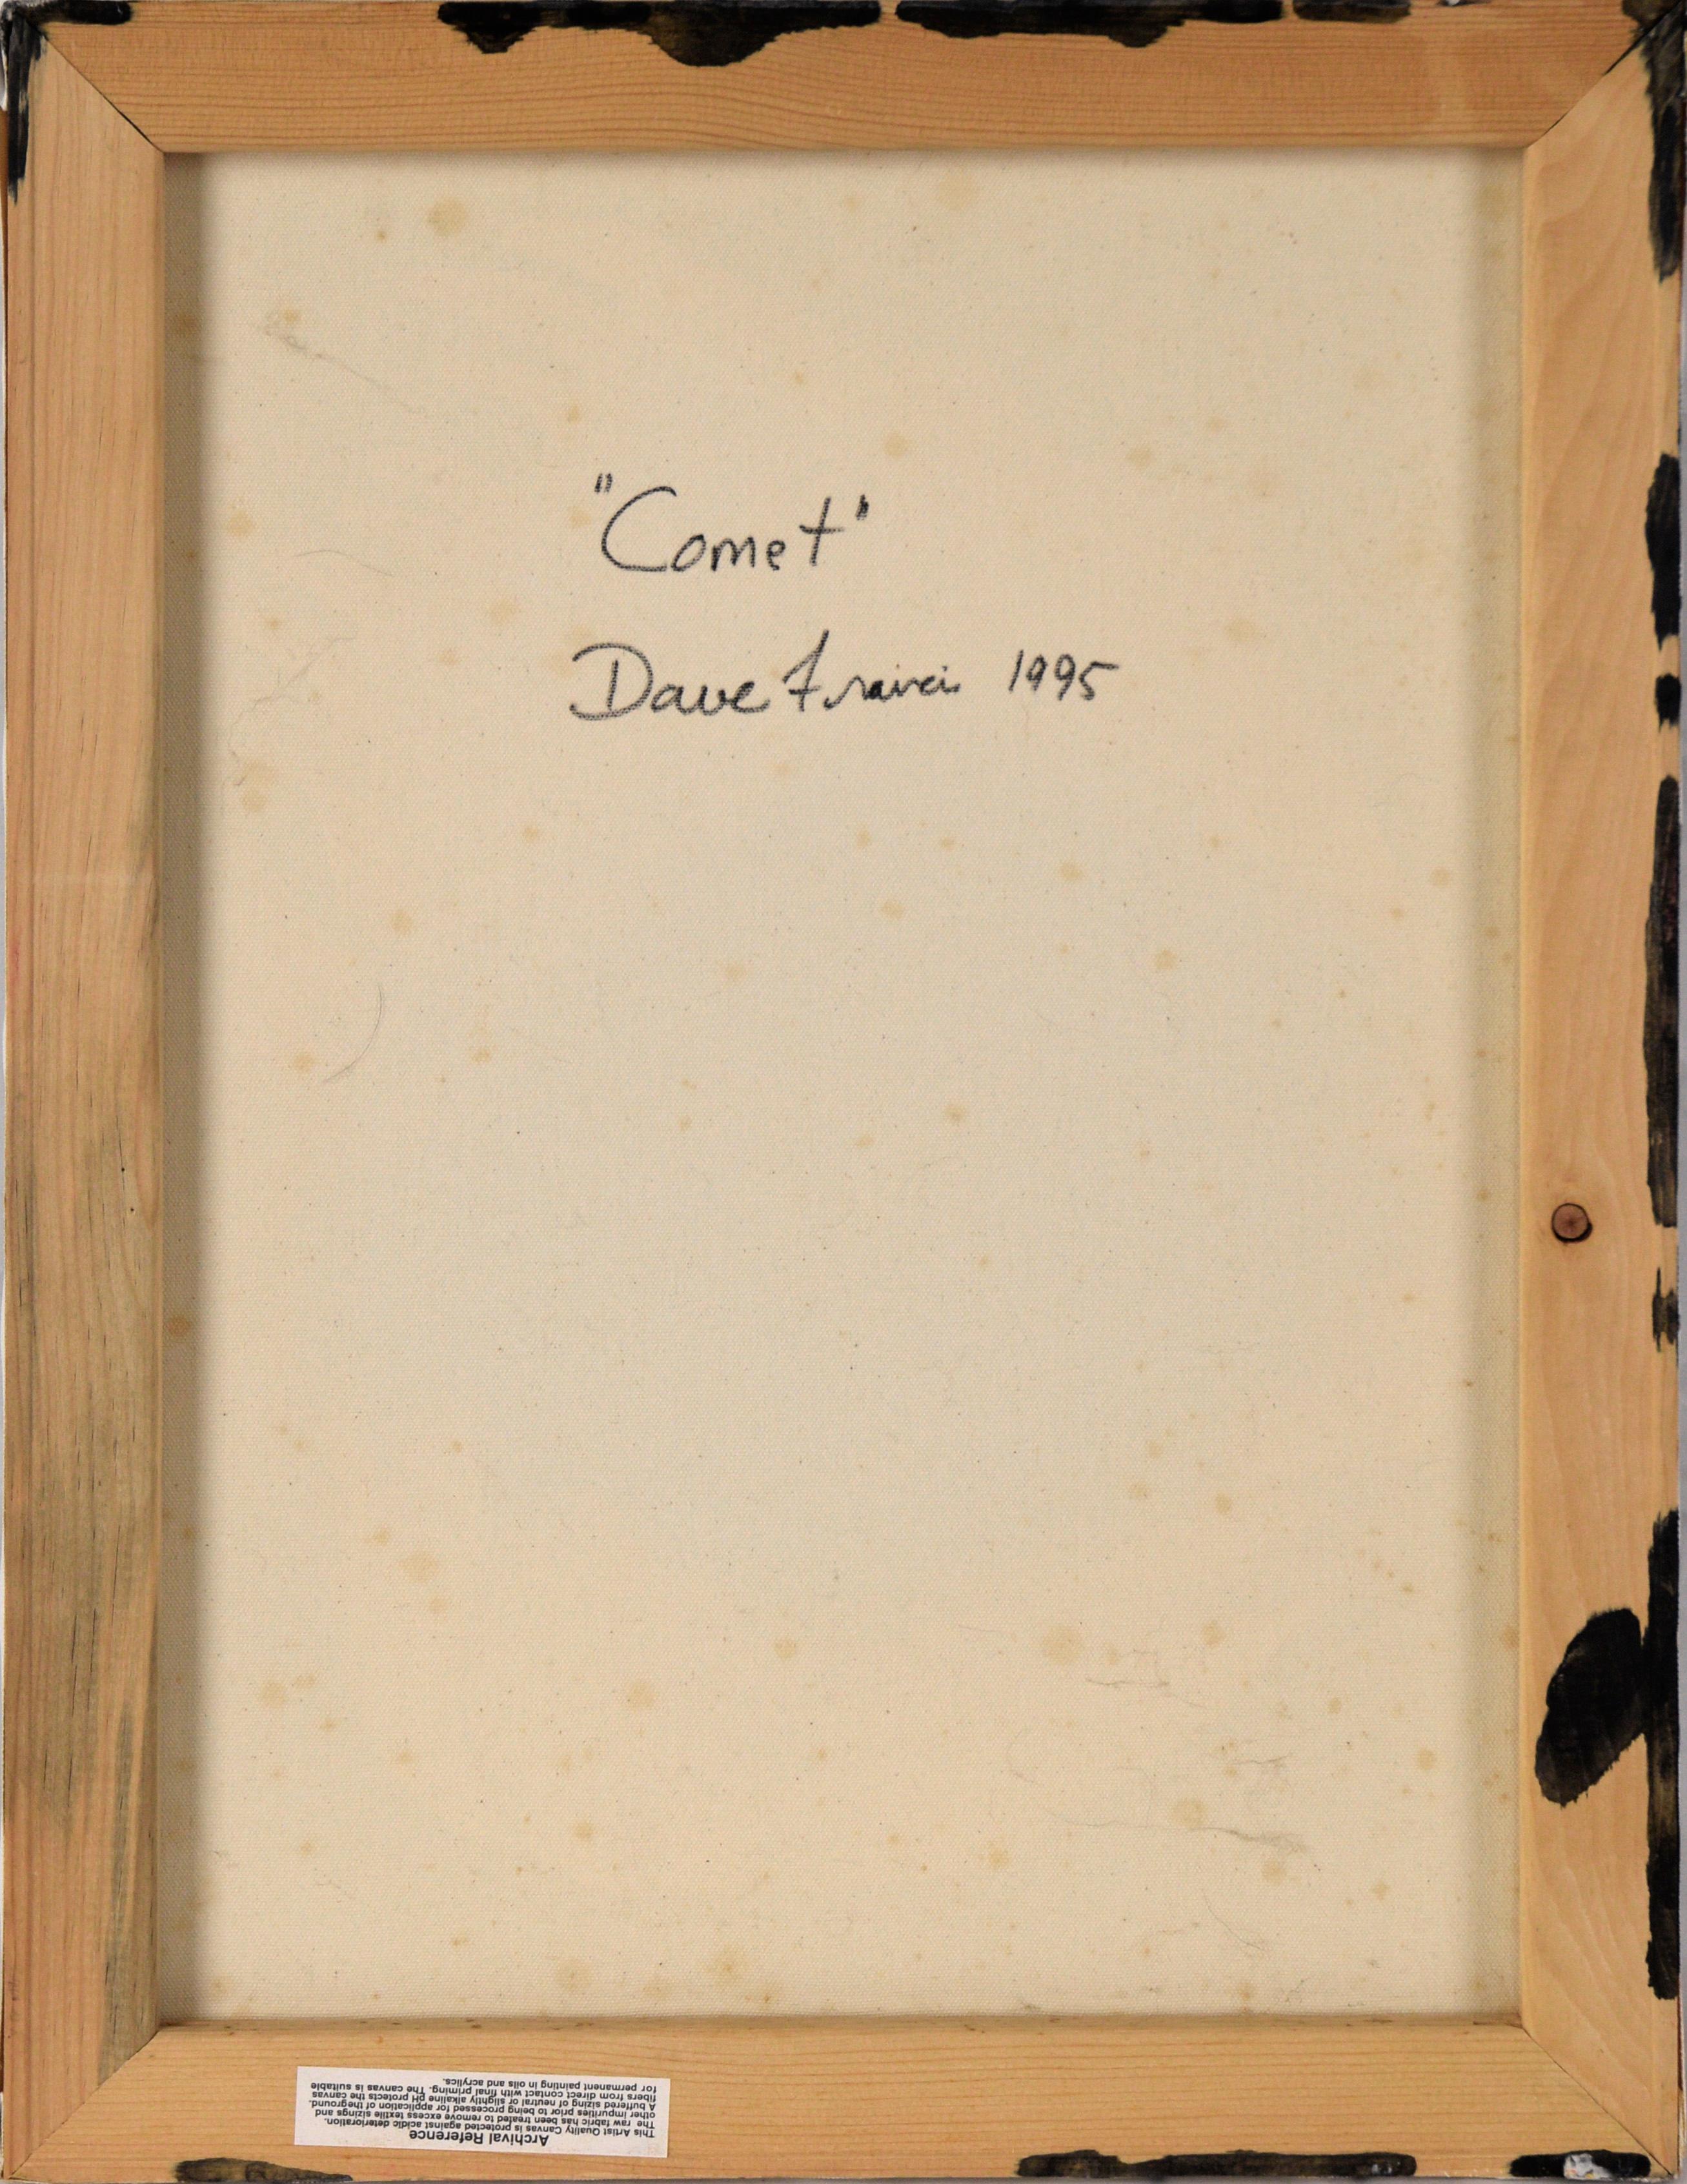 "Comet"
Dave Francis 1995
Archival Reference
This Artist Quality Canvas is protected against acidic deterioration.
The raw fabric has been treated to remove excess textile sizings and
other impurities prior to being processed for application of theground.
A buffered sizing of neutral or slightly alkaline pH protects the canvas
fibers from direct contact with final priming. The canvas is suitable
for permanent painting in oils and acrylics.